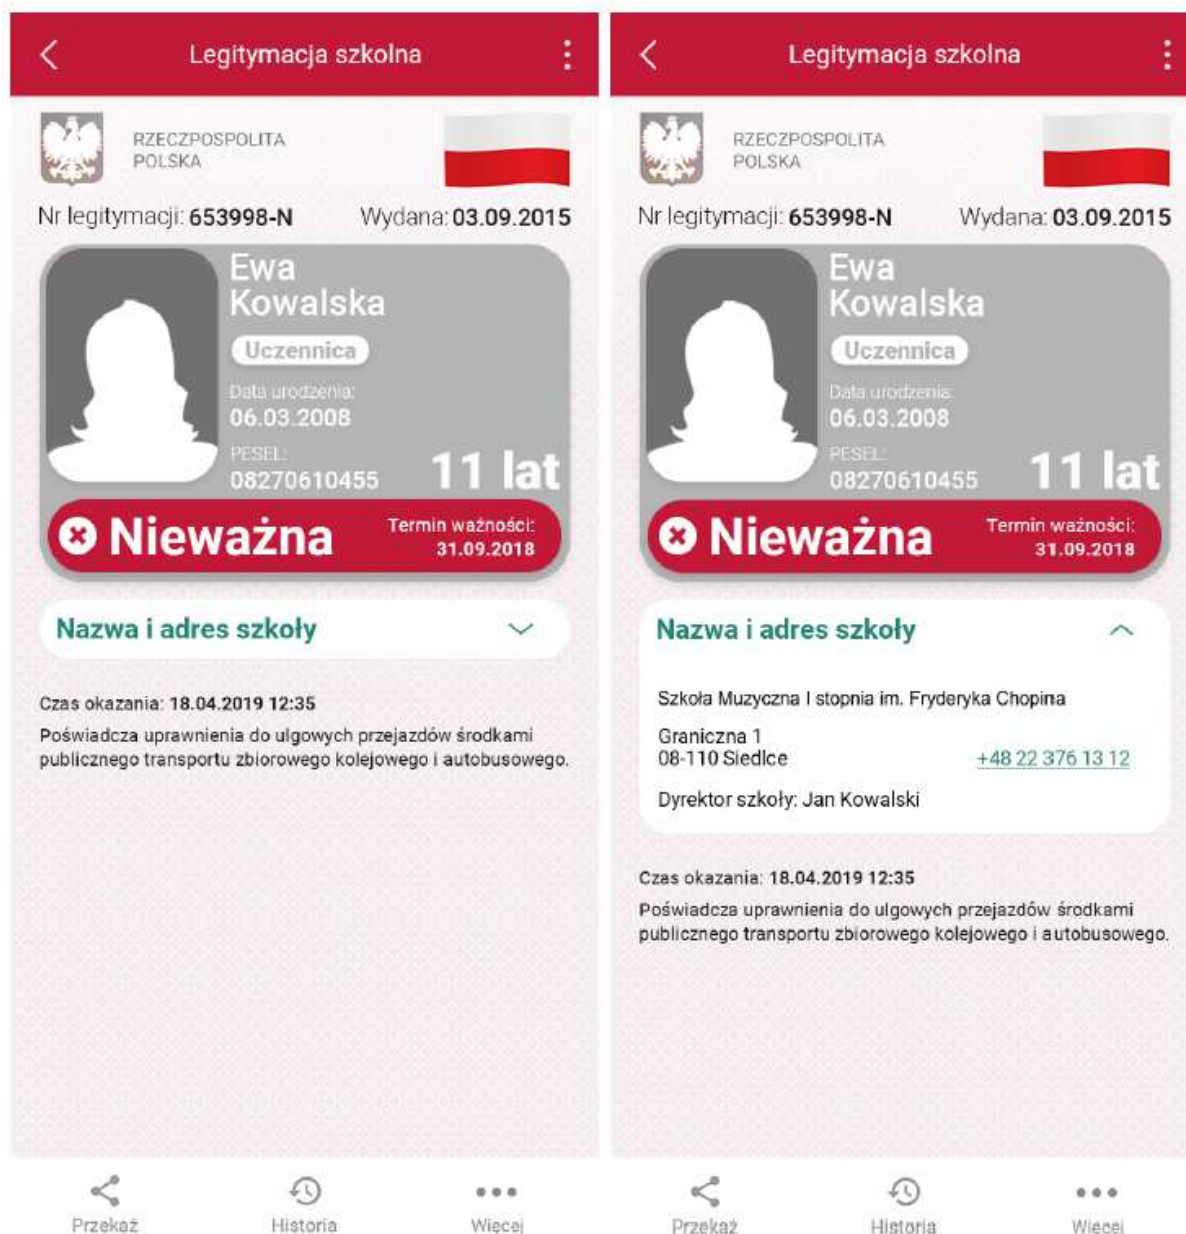 Legitymacja szkolna
RZECZPOSPOLITA
POLSKA
Nr legitymacji: 653998-N Wydana: 03.09.2015
Ewa
Kowalska
Uczennica
Data urodzenia:
06.03.2008
PESEL:
08270610455
11 lat
Nieważna
Termin ważności:
31.09.2018
Nazwa i adres szkoły
Czas okazania: 18.04.2019 12:35
Poświadcza uprawnienia do ulgowych przejazdów środkami
publicznego transportu zbiorowego kolejowego i autobusowego.
Przekaż Historia Więcej
Legitymacja szkolna
RZECZPOSPOLITA
POLSKA
Nr legitymacji: 653998-N Wydana: 03.09.2015
Ewa
Kowalska
Uczennica
Data urodzenia:
06.03.2008
PESEL:
08270610455
11 lat
Nieważna
Termin ważności:
31.09.2018
Nazwa i adres szkoły
Szkoła Muzyczna I stopnia im. Fryderyka Chopina
Graniczna 1
08-110 Siedlce +48 22 376 13 12
Dyrektor szkoły: Jan Kowalski
Czas okazania: 18.04.2019 12:35
Poświadcza uprawnienia do ulgowych przejazdów środkami
publicznego transportu zbiorowego kolejowego i autobusowego.
Przekaż Historia Więcej